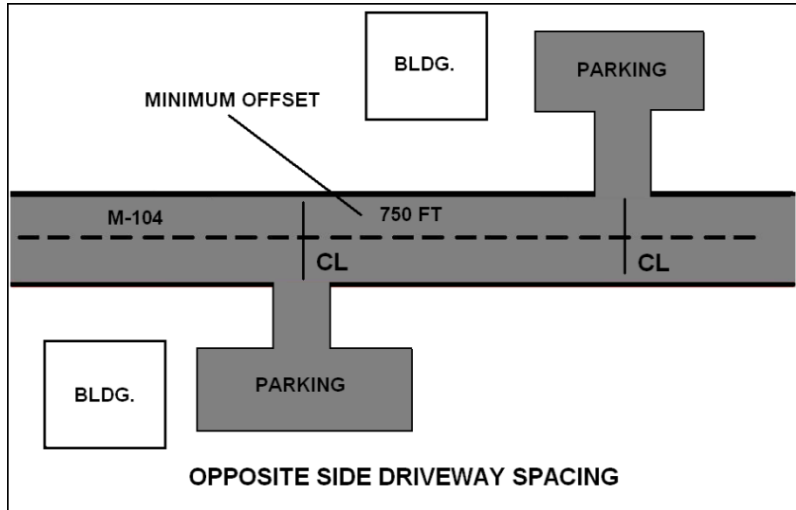 BLDG.
PARKING
MINIMUM OFFSET
M-104
750 FT
CL
CL
BLDG.
PARKING
OPPOSITE SIDE DRIVEWAY SPACING